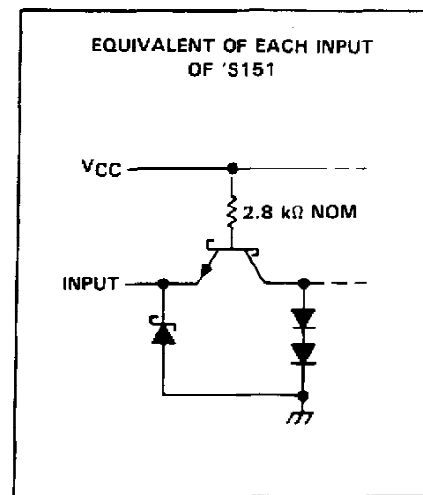 EQUIVALENT OF EACH INPUT
OF 'S151
VCC
2.8 kΩ NOM
INPUT